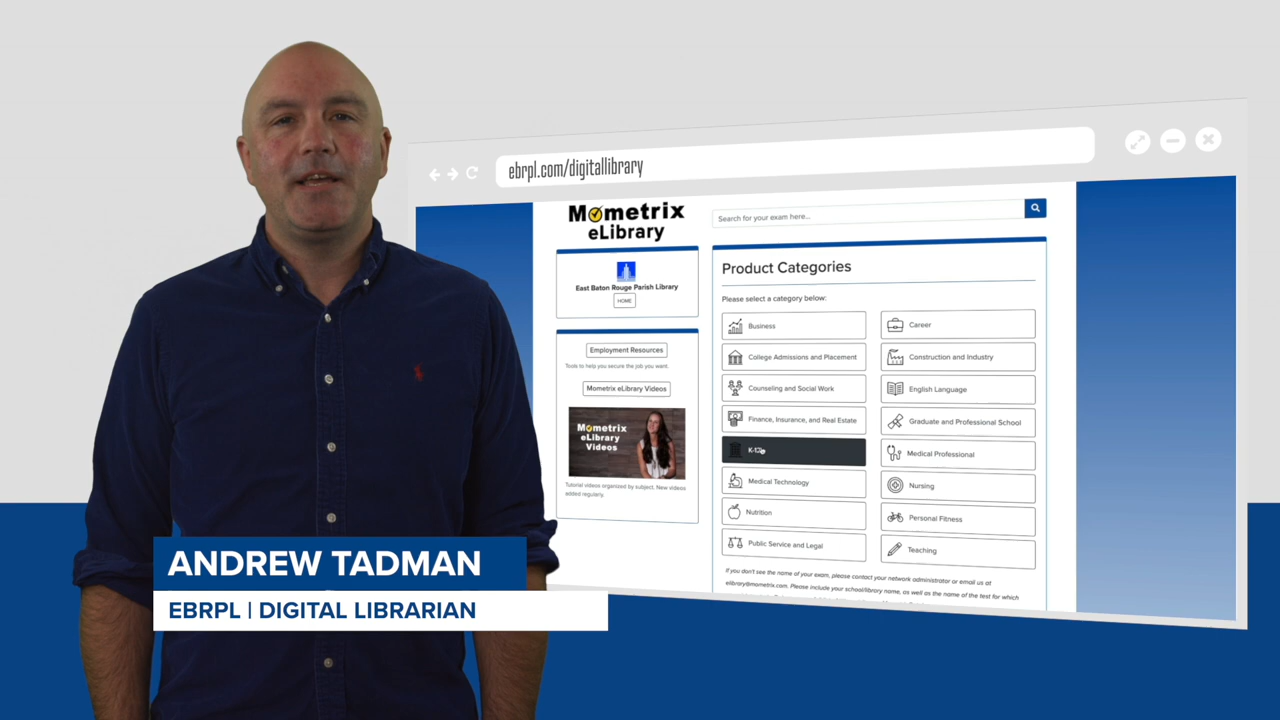 ebrpl.com/digitallibrary
Mometrix
eLibrary
Search for your exam here...
East Baton Rouge Parish Library
HOME
Employment Resources
Tools to help you secure the job you want.
Mometrix eLibrary Videos
Mometrix
eLibrary
Videos
Tutorial videos organized by subject. New videos
added regularly.
Product Categories
Please select a category below:
Business
Career
College Admissions and Placement
Construction and Industry
Counseling and Social Work
English Language
Finance, Insurance, and Real Estate
Graduate and Professional School
K-12
Medical Professional
Medical Technology
Nursing
Nutrition
Personal Fitness
Public Service and Legal
Teaching
If you don't see the name of your exam, please contact your network administrator or email us at
elibrary@mometrix.com. Please include your school/library name, as well as the name of the test for which
ANDREW TADMAN
EBRPL | DIGITAL LIBRARIAN